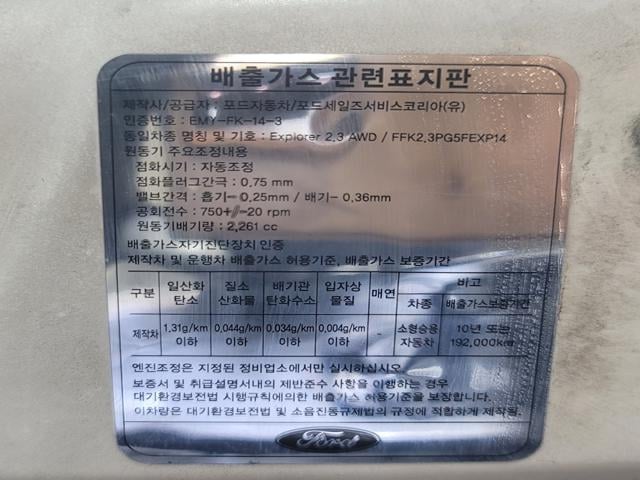 배출가스 관련표지판
제작사/공급자 : 포드자동차/포드세일즈서비스코리아(유)
인증번호 : EMY-FK-14-3
동일차종 명칭 및 기호 : Explorer 2.3 AWD / FFK2.3PG5FEXP14
원동기 주요조정내용
점화시기 : 자동조정
점화플러그간극 : 0.75 mm
밸브간격 : 흡기- 0.25mm / 배기- 0.36mm
공회전수 : 750+/-20 rpm
원동기배기량 : 2,261 cc
배출가스자기진단장치 인증
제작차 및 운행차 배출가스 허용기준, 배출가스 보증기간
구분 일산화탄소 질소산화물 배기관탄화수소 입자상물질 매연 비고
차종 배출가스보증기간
제작차 1.31g/km이하 0.044g/km이하 0.034g/km이하 0.004g/km이하 - 소형승용자동차 10년 또는 192,000km
엔진조정은 지정된 정비업소에서만 실시하십시오.
보증서 및 취급설명서내의 제반준수 사항을 이행하는 경우
대기환경보전법 시행규칙에의한 배출가스 허용기준을 보장합니다.
이차량은 대기환경보전법 및 소음진동규제법의 규정에 적합하게 제작됨.
Ford